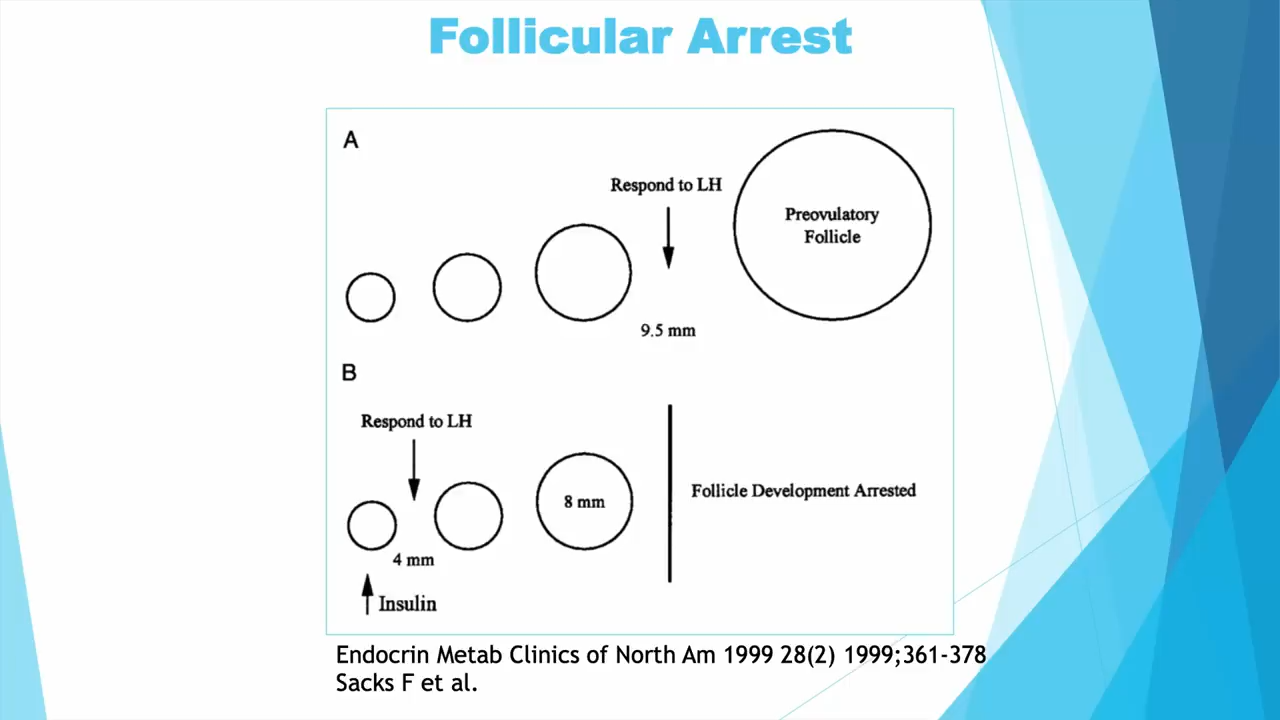 Follicular Arrest
A
Respond to LH
Preovulatory
Follicle
9.5 mm
B
Respond to LH
8 mm
Follicle Development Arrested
4 mm
Insulin
Endocrin Metab Clinics of North Am 1999 28(2) 1999;361-378
Sacks F et al.